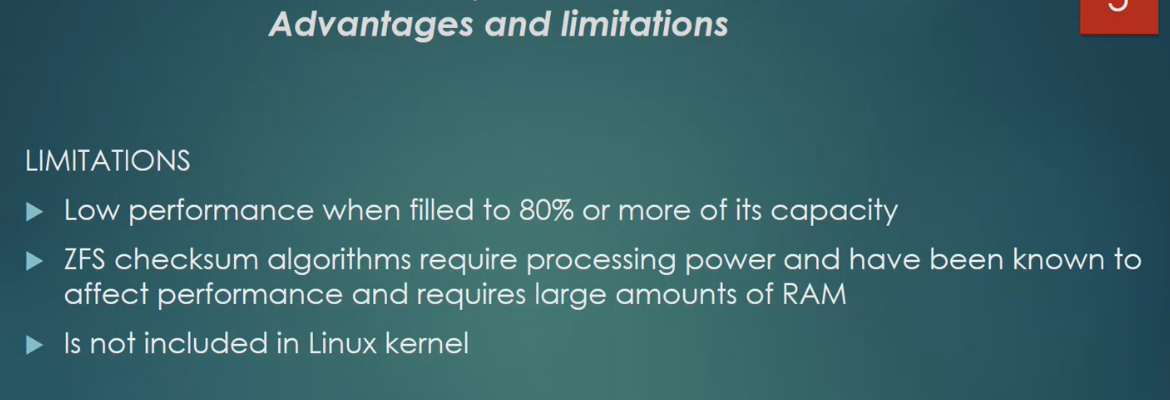 Advantages and limitations
LIMITATIONS
Low performance when filled to 80% or more of its capacity
ZFS checksum algorithms require processing power and have been known to
affect performance and requires large amounts of RAM
Is not included in Linux kernel